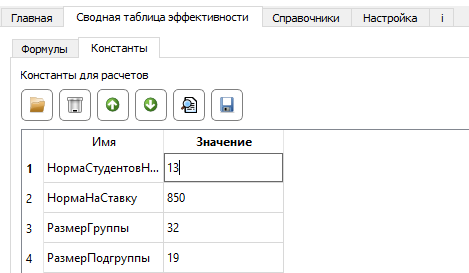 Главная Сводная таблица эффективности Справочники Настройка i
Формулы Константы
Константы для расчетов
Имя Значение
1 НормаСтудентовН... 13
2 НормаНаСтавку 850
3 РазмерГруппы 32
4 РазмерПодгруппы 19